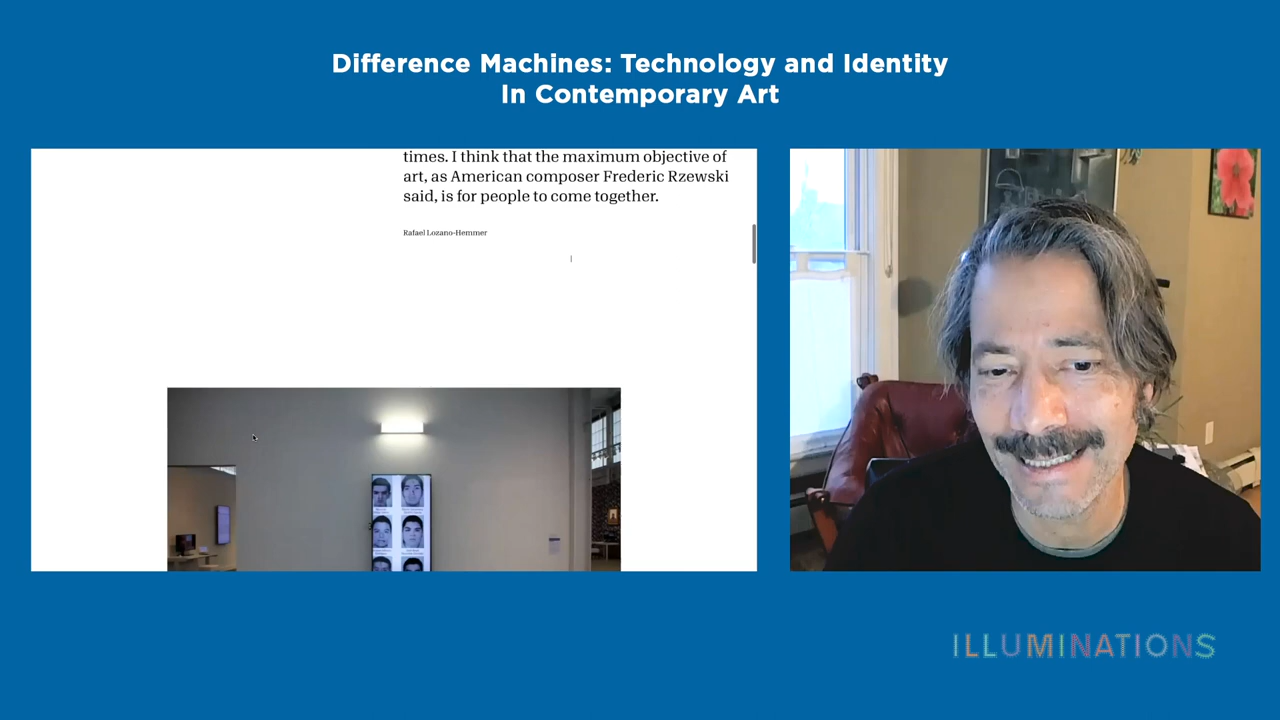 Difference Machines: Technology and Identity
In Contemporary Art
times. I think that the maximum objective of
art, as American composer Frederic Rzewski
said, is for people to come together.
Rafael Lozano-Hemmer
ILLUMINATIONS